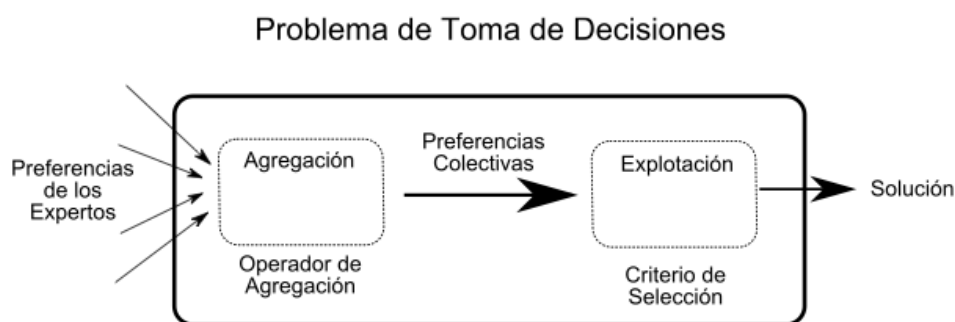 Problema de Toma de Decisiones
Preferencias
de los
Expertos
Agregación
Operador de
Agregación
Preferencias
Colectivas
Explotación
Criterio de
Selección
Solución